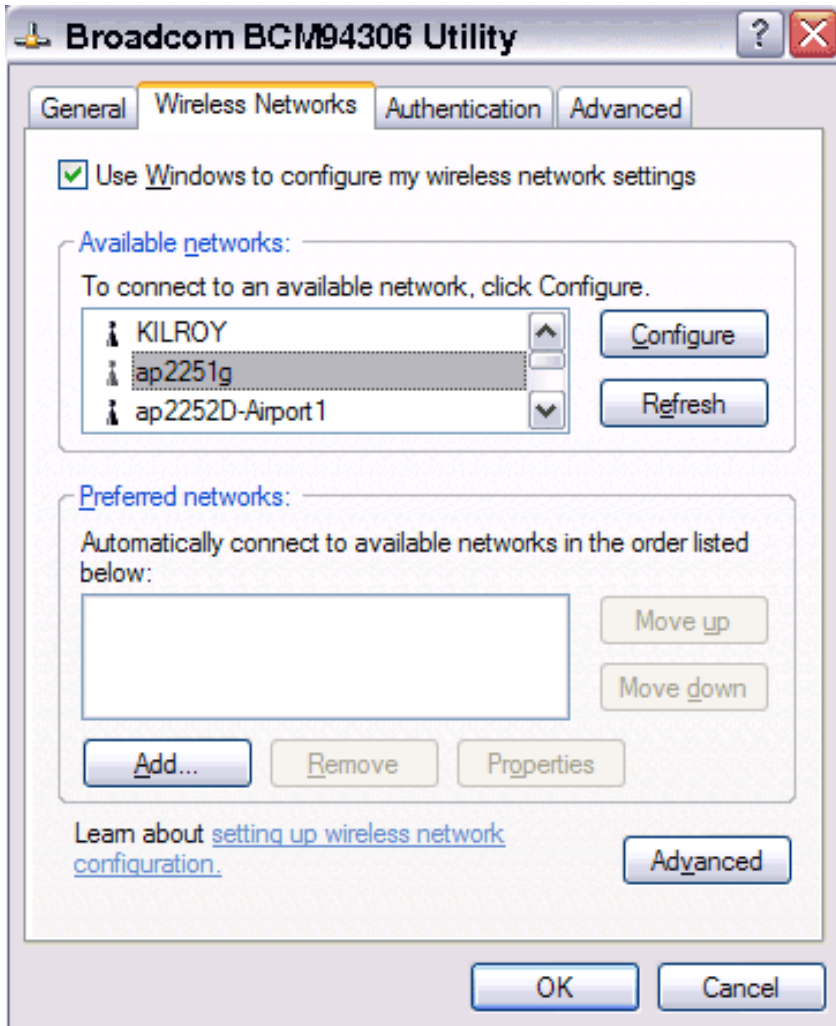 Broadcom BCM94306 Utility
General Wireless Networks Authentication Advanced
Use Windows to configure my wireless network settings
Available networks:
To connect to an available network, click Configure.
KILROY
ap2251g
ap2252D-Airport1
Configure
Refresh
Preferred networks:
Automatically connect to available networks in the order listed
below:
Move up
Move down
Add... Remove Properties
Learn about setting up wireless network
configuration.
Advanced
OK Cancel